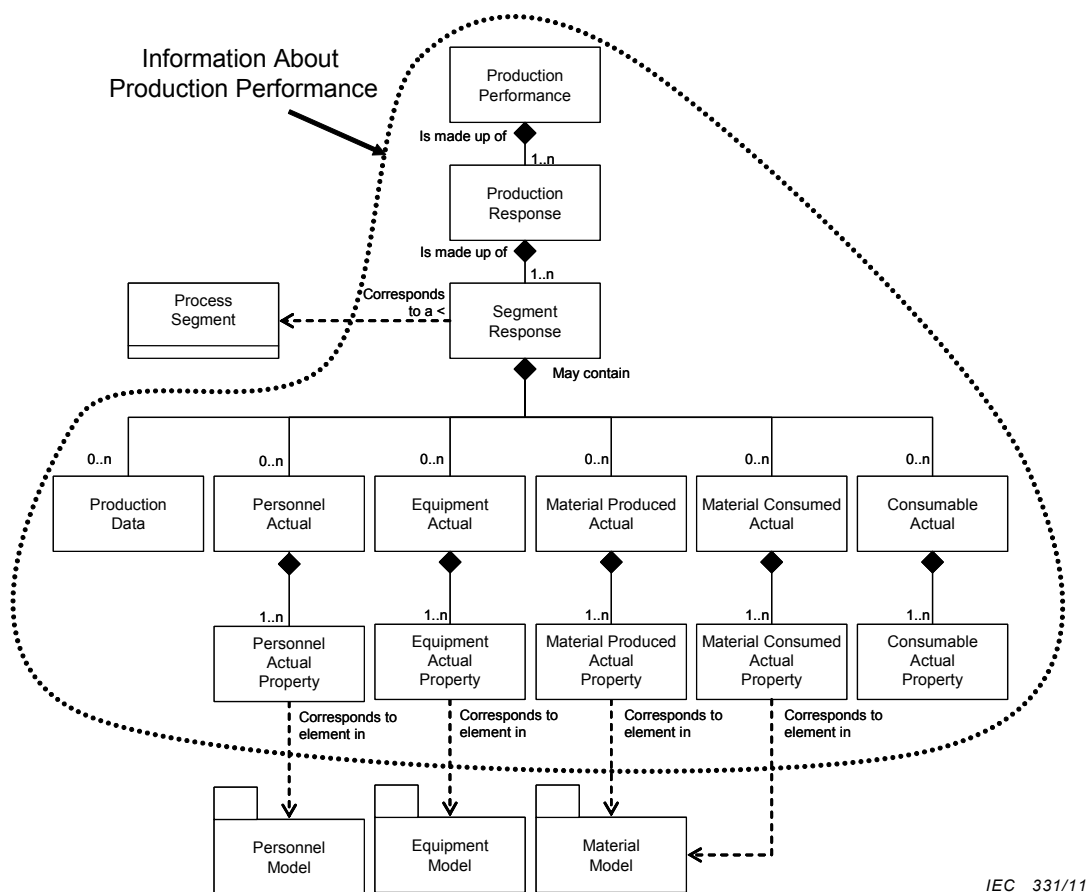 Information About
Production Performance
Production
Performance
Is made up of
1..n
Production
Response
Is made up of
1..n
Process
Segment
Corresponds
to a <
Segment
Response
May contain
0..n
0..n
0..n
0..n
0..n
0..n
Production
Data
Personnel
Actual
Equipment
Actual
Material Produced
Actual
Material Consumed
Actual
Consumable
Actual
1..n
1..n
1..n
1..n
1..n
Personnel
Actual
Property
Equipment
Actual
Property
Material Produced
Actual
Property
Material Consumed
Actual
Property
Consumable
Actual Property
Corresponds to
element in
Corresponds to
element in
Corresponds to
element in
Corresponds to
element in
Personnel
Model
Equipment
Model
Material
Model
IEC 331/11